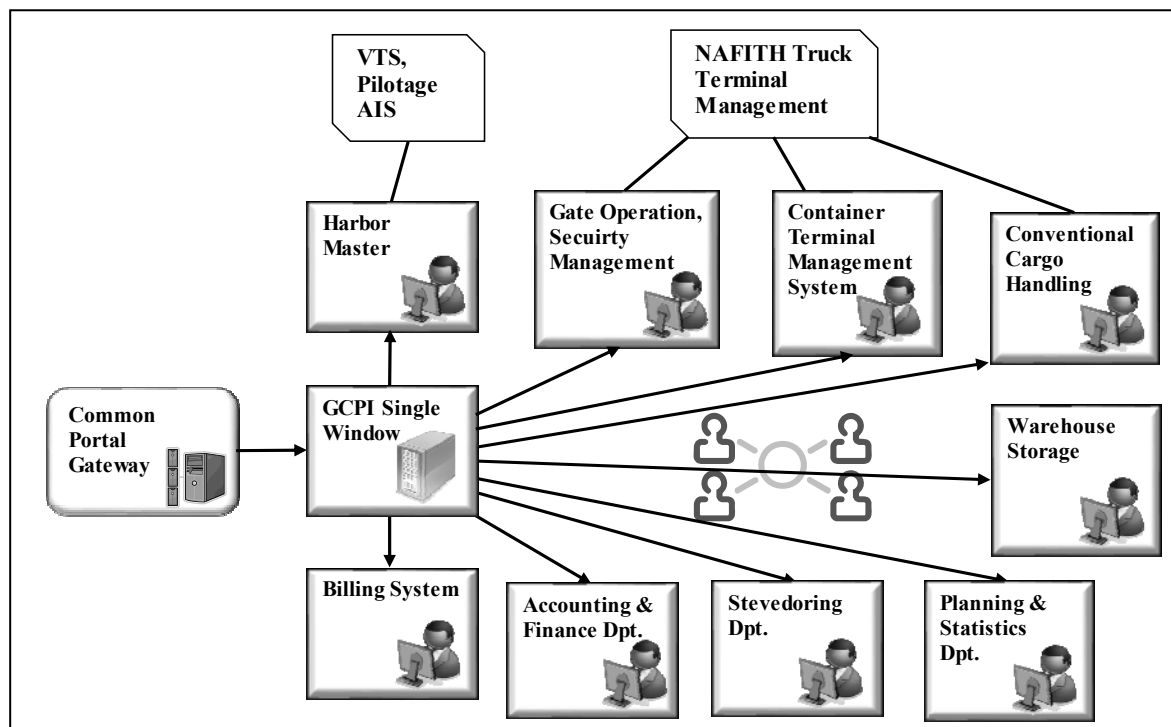 VTS,
Pilotage
AIS
NAFITH Truck
Terminal
Management
Harbor
Master
Gate Operation,
Secuirty
Management
Container
Terminal
Management
System
Conventional
Cargo
Handling
Common
Portal
Gateway
GCPI Single
Window
Warehouse
Storage
Billing System
Accounting &
Finance Dpt.
Stevedoring
Dpt.
Planning &
Statistics
Dpt.